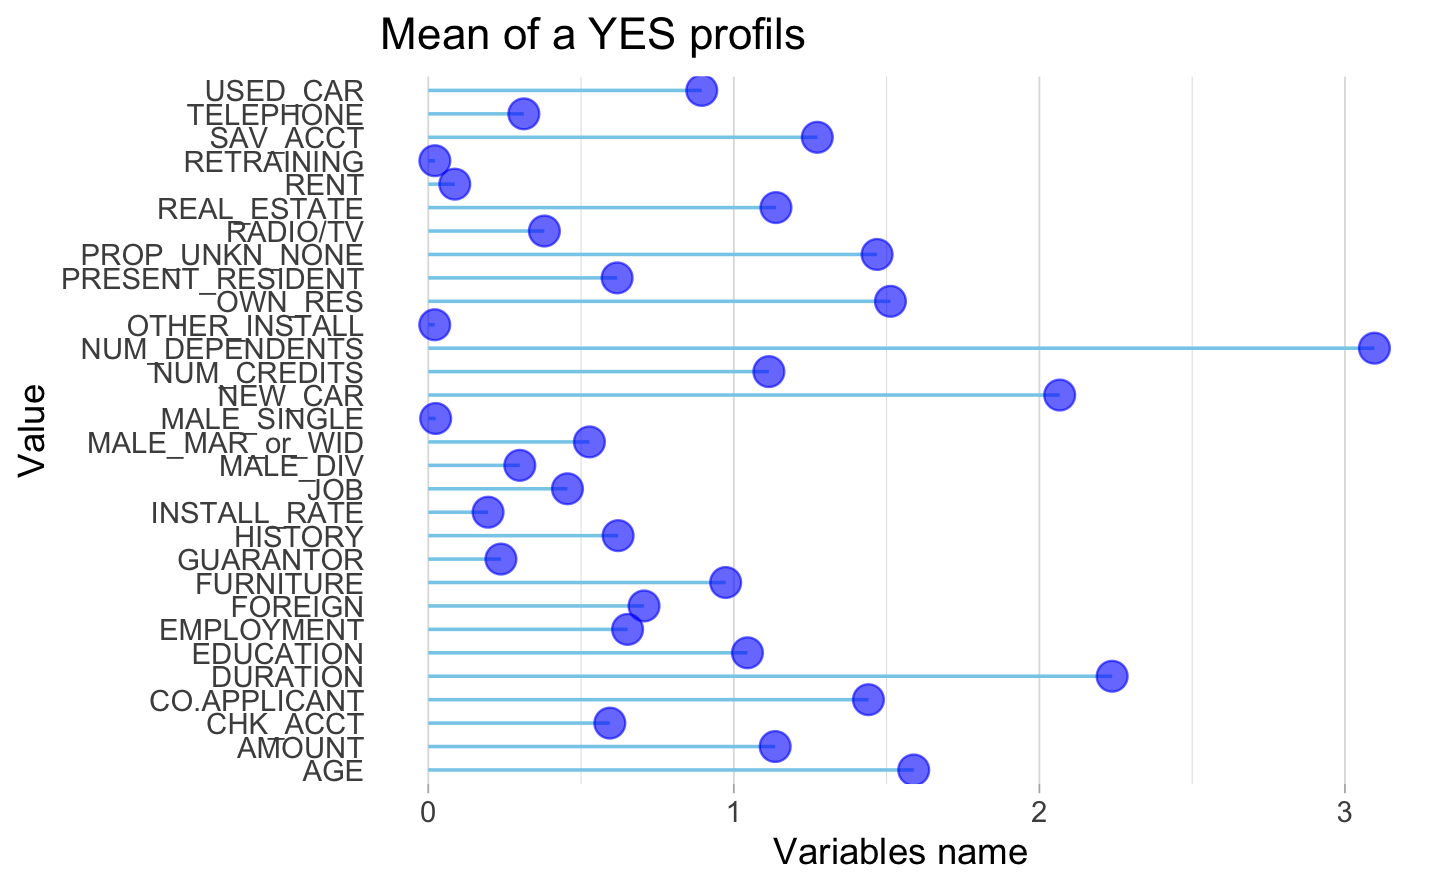 Mean of a YES profils
USED_CAR
TELEPHONE
SAV_ACCT
RETRAINING
RENT
REAL_ESTATE
RADIO/TV
PROP_UNKN_NONE
PRESENT_RESIDENT
OWN_RES
OTHER_INSTALL
NUM_DEPENDENTS
NUM_CREDITS
NEW_CAR
MALE_SINGLE
MALE_MAR_or_WID
MALE_DIV
JOB
INSTALL_RATE
HISTORY
GUARANTOR
FURNITURE
FOREIGN
EMPLOYMENT
EDUCATION
DURATION
CO.APPLICANT
CHK_ACCT
AMOUNT
AGE
Value
0 1 2 3
Variables name